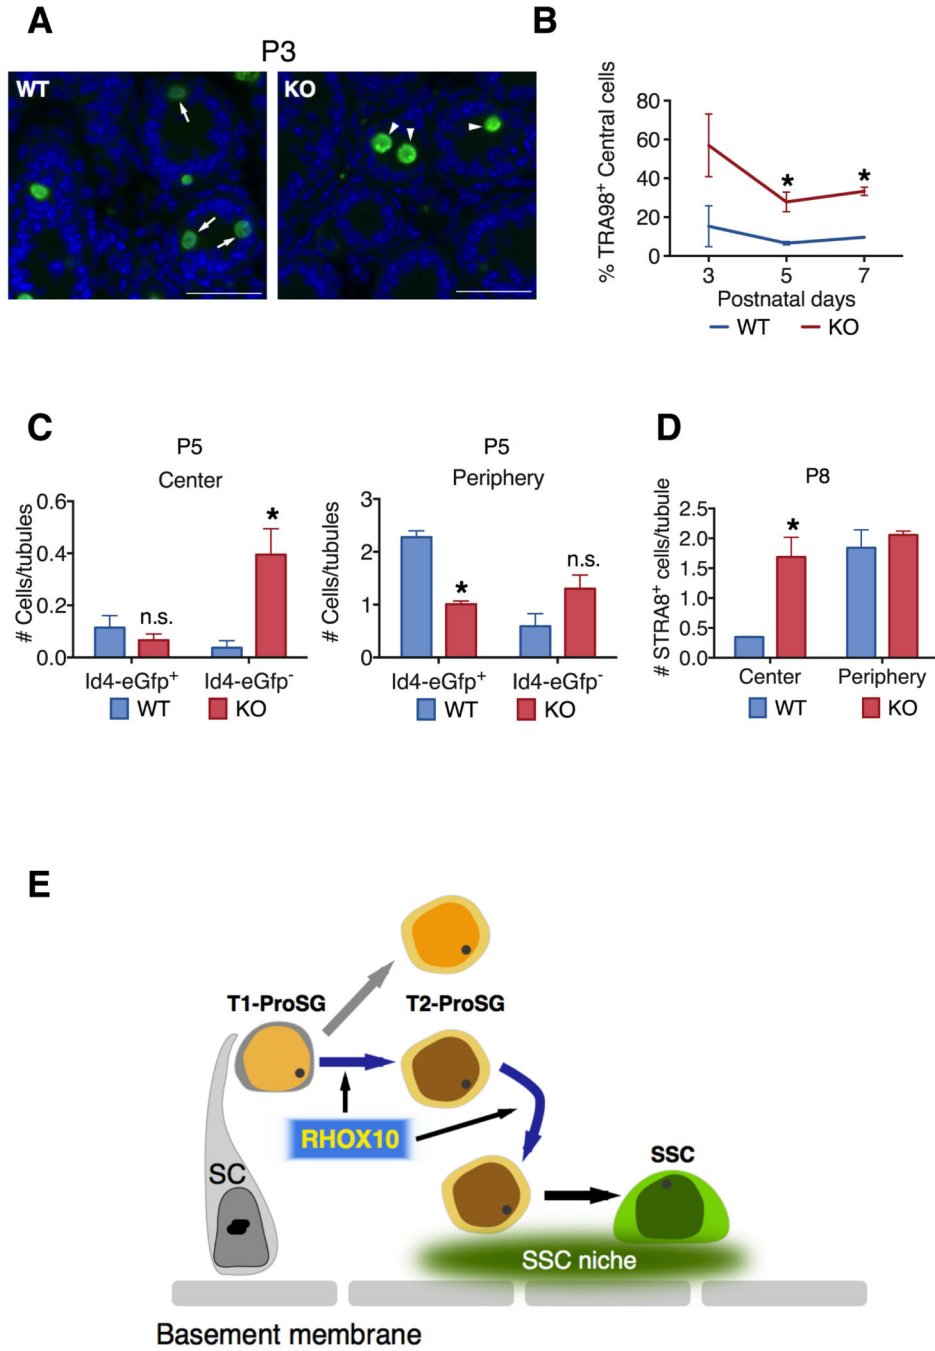 A
P3
WT
KO
B
% TRA98+ Central cells
80
60
40
20
0
*
*
3
5
7
Postnatal days
WT
KO
C
P5
Center
# Cells/tubules
0.6
0.4
0.2
0.0
n.s.
*
Id4-eGfp+
Id4-eGfp-
WT
KO
P5
Periphery
# Cells/tubules
3
2
1
0
*
n.s.
Id4-eGfp+
Id4-eGfp-
WT
KO
D
P8
# STRA8+ cells/tubule
2.5
2.0
1.5
1.0
0.5
0.0
*
Center
Periphery
WT
KO
E
T1-ProSG
T2-ProSG
RHOX10
SC
SSC
SSC niche
Basement membrane